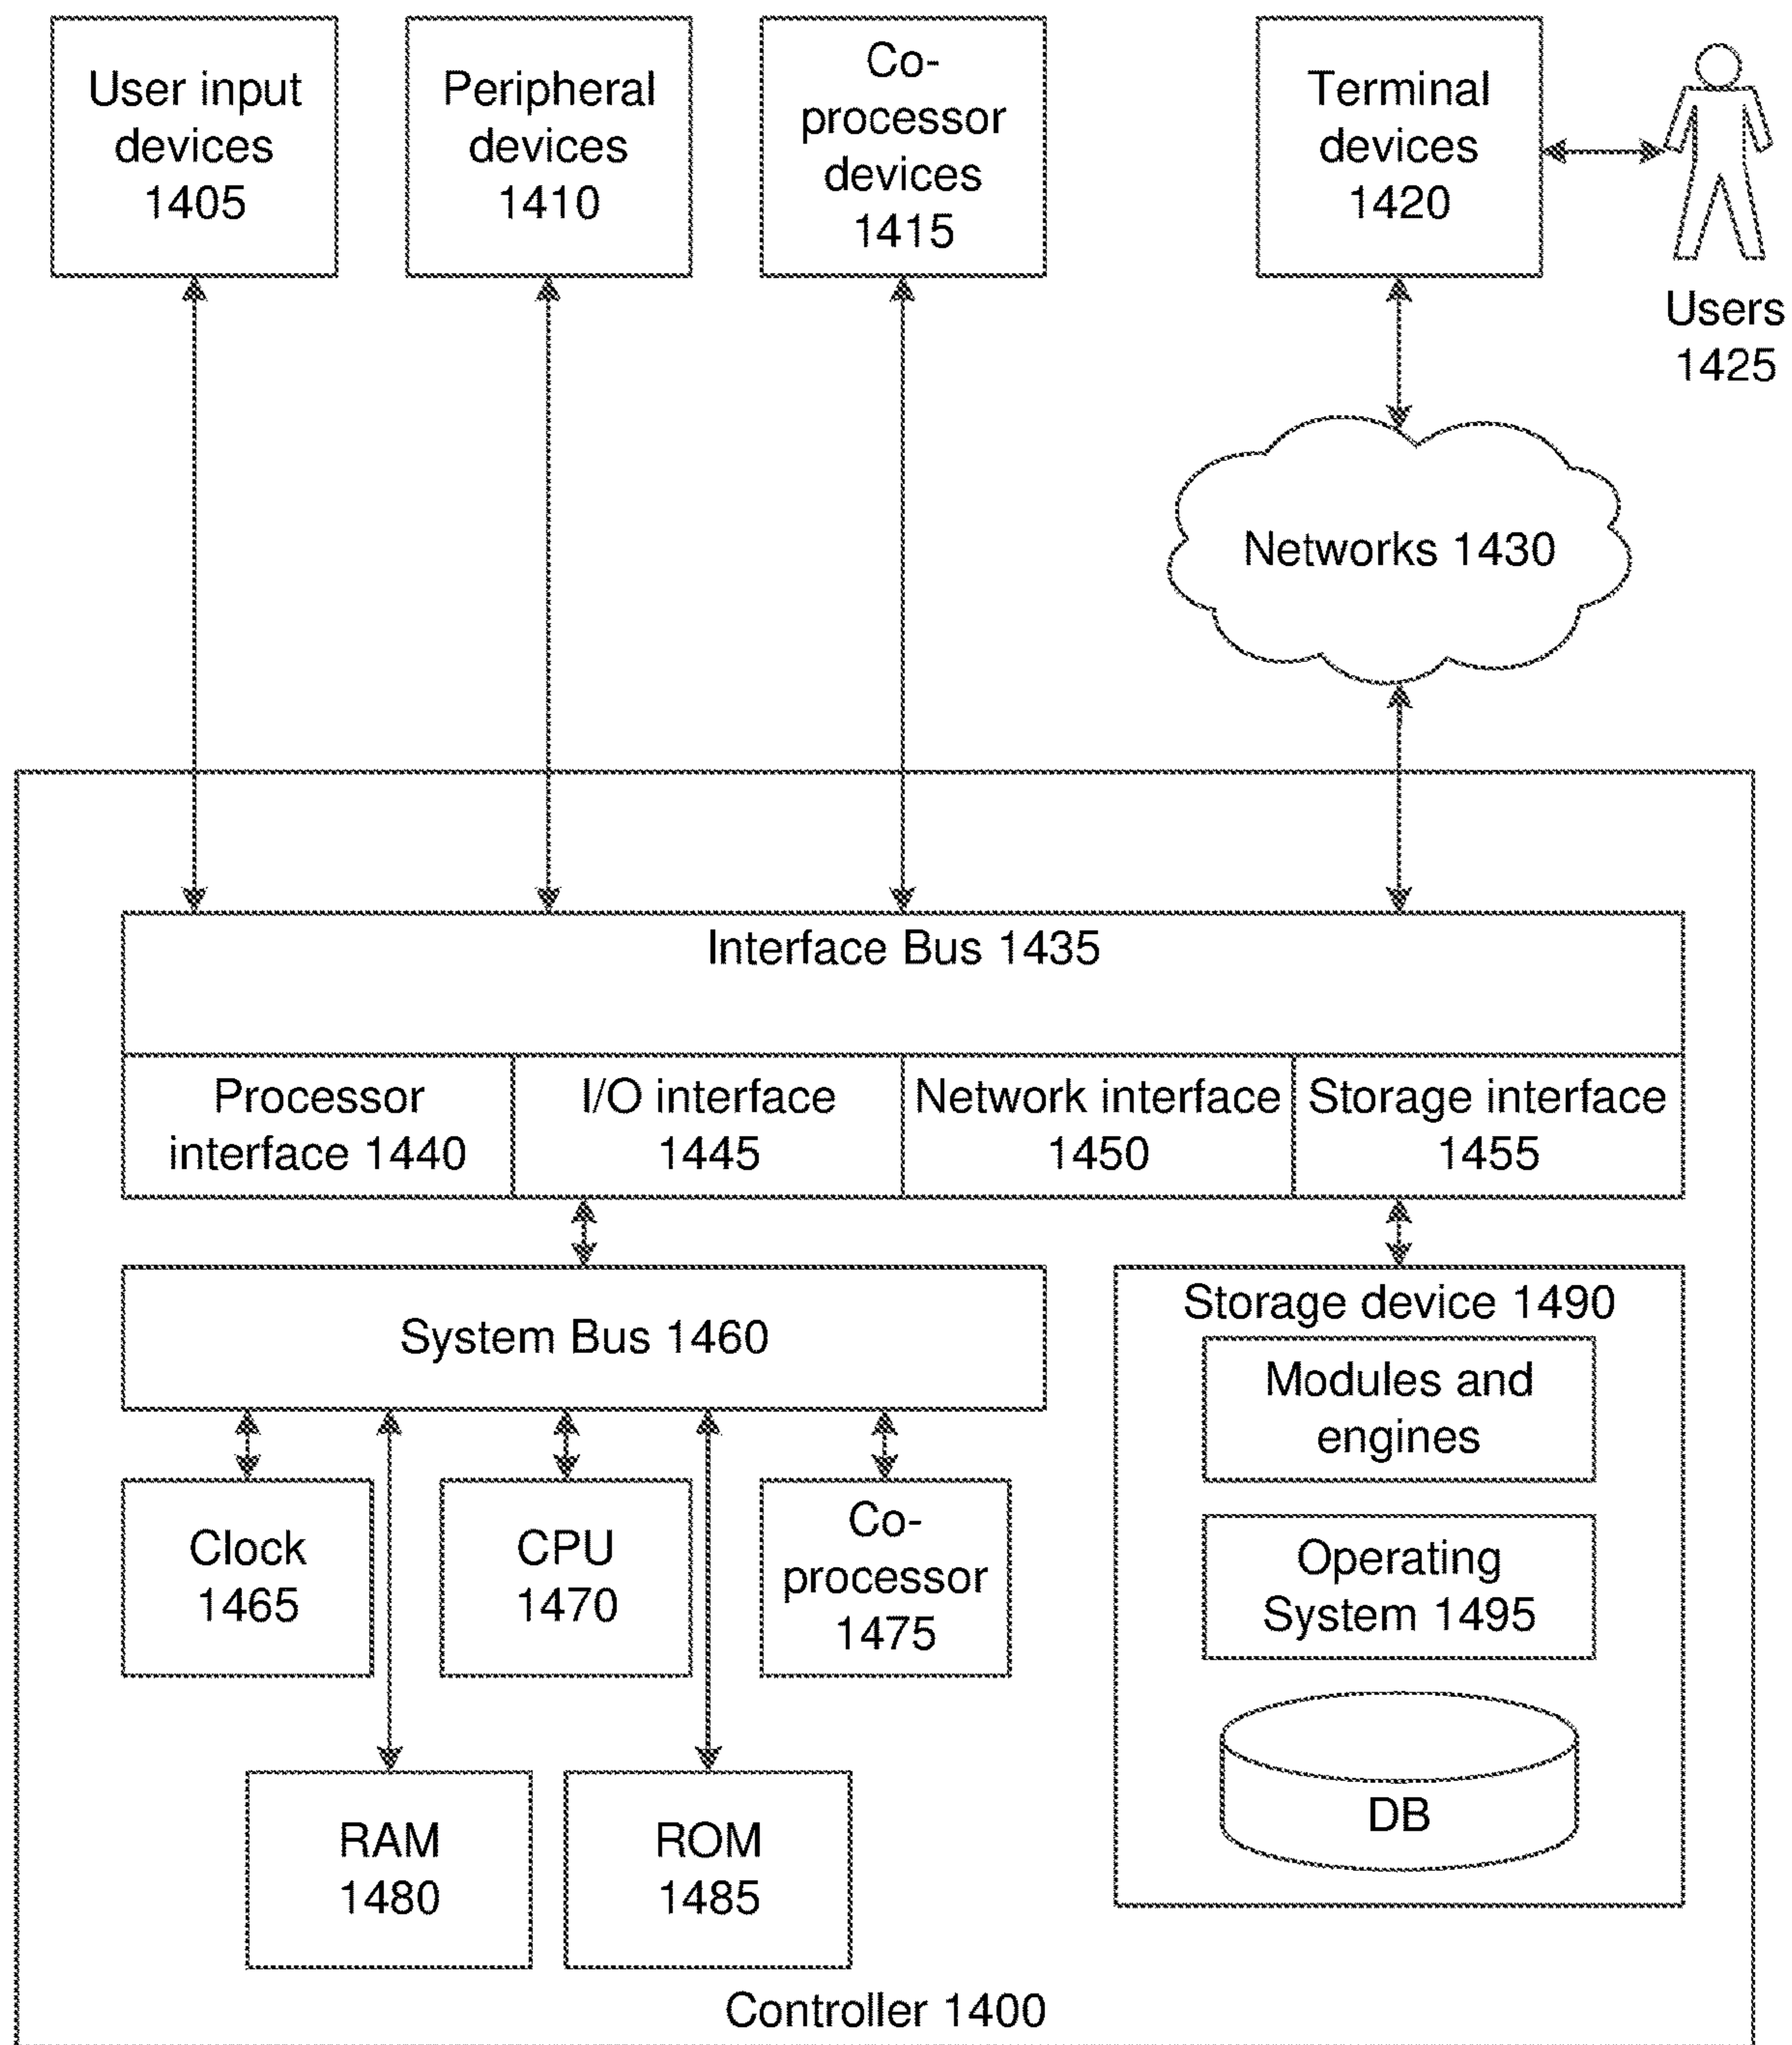 User input
devices
1405
Peripheral
devices
1410
Co-
processor
devices
1415
Terminal
devices
1420
Users
1425
Networks 1430
Interface Bus 1435
Processor
interface 1440
I/O interface
1445
Network interface
1450
Storage interface
1455
System Bus 1460
Clock
1465
CPU
1470
Co-
processor
1475
RAM
1480
ROM
1485
Storage device 1490
Modules and
engines
Operating
System 1495
DB
Controller 1400